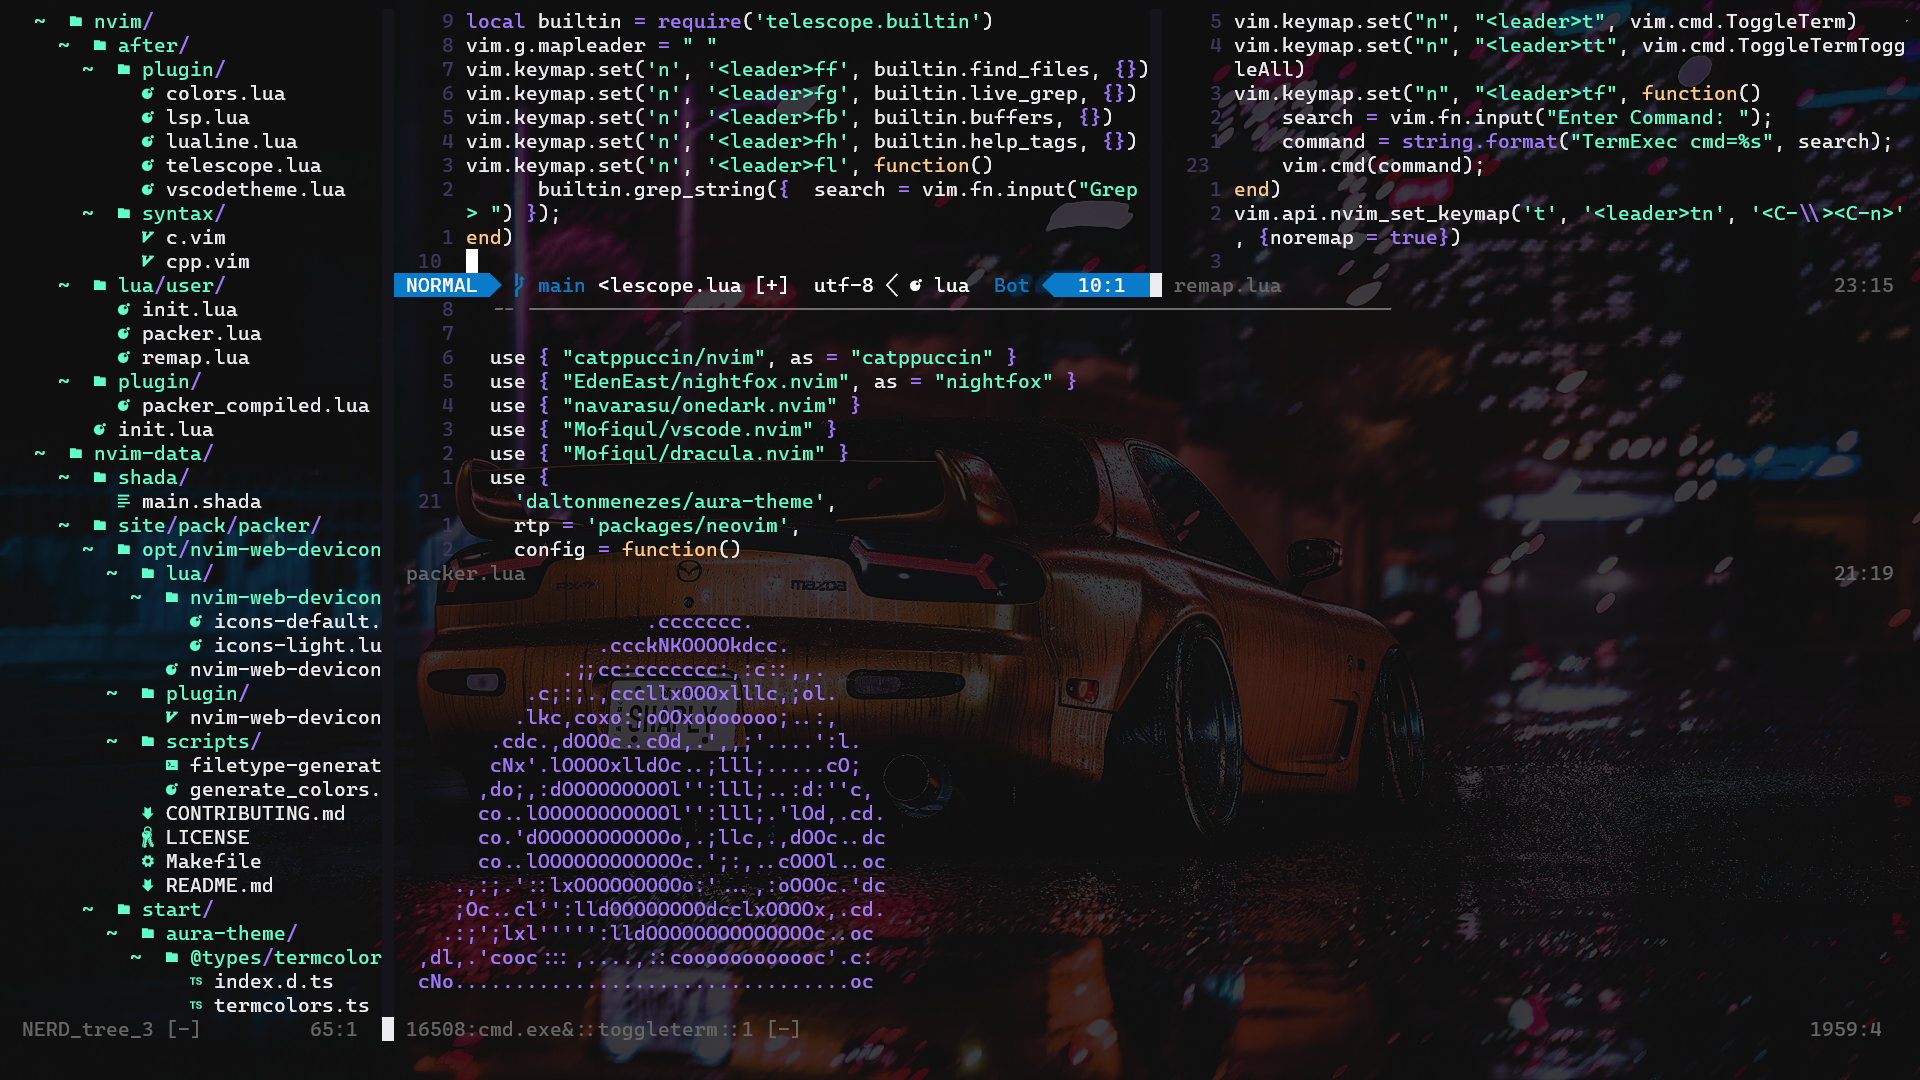 ~ nvim/
~ after/
~ plugin/
colors.lua
lsp.lua
lualine.lua
telescope.lua
vscodetheme.lua
~ syntax/
c.vim
cpp.vim
~ lua/user/
init.lua
packer.lua
remap.lua
~ plugin/
packer_compiled.lua
init.lua
~ nvim-data/
~ shada/
main.shada
~ site/pack/packer/
~ opt/nvim-web-devicon
~ lua/
~ nvim-web-devicon
icons-default.
icons-light.lu
nvim-web-devicon
~ plugin/
nvim-web-devicon
~ scripts/
filetype-generat
generate_colors.
CONTRIBUTING.md
LICENSE
Makefile
README.md
~ start/
~ aura-theme/
~ @types/termcolor
TS index.d.ts
TS termcolors.ts
NERD_tree_3 [-] 65:1
9 local builtin = require('telescope.builtin')
8 vim.g.mapleader = " "
7 vim.keymap.set('n', '<leader>ff', builtin.find_files, {})
6 vim.keymap.set('n', '<leader>fg', builtin.live_grep, {})
5 vim.keymap.set('n', '<leader>fb', builtin.buffers, {})
4 vim.keymap.set('n', '<leader>fh', builtin.help_tags, {})
3 vim.keymap.set('n', '<leader>fl', function()
2 builtin.grep_string({ search = vim.fn.input("Grep
> ") });
1 end)
10
NORMAL main <lescope.lua [+] utf-8 < lua Bot 10:1
5 vim.keymap.set("n", "<leader>t", vim.cmd.ToggleTerm)
4 vim.keymap.set("n", "<leader>tt", vim.cmd.ToggleTermTogg
leAll)
3 vim.keymap.set("n", "<leader>tf", function()
2 search = vim.fn.input("Enter Command: ");
1 command = string.format("TermExec cmd=%s", search);
23 vim.cmd(command);
1 end)
2 vim.api.nvim_set_keymap('t', '<leader>tn', '<C-\\><C-n>'
, {noremap = true})
3
remap.lua 23:15
8 -- ────────────────────────
7
6 use { "catppuccin/nvim", as = "catppuccin" }
5 use { "EdenEast/nightfox.nvim", as = "nightfox" }
4 use { "navarasu/onedark.nvim" }
3 use { "Mofiqul/vscode.nvim" }
2 use { "Mofiqul/dracula.nvim" }
1 use {
21 'daltonmenezes/aura-theme',
1 rtp = 'packages/neovim',
2 config = function()
packer.lua 21:19
mazda
.ccccccc.
.ccckNKOOOOkdcc.
.;;cc:ccccccc:,:c::,,.
.c;:;.,cccllxOOOxlllc,;ol.
.lkc,coxo:;oOOxooooooo;..:,
.cdc.,dOOOc..cOd,.',,;'....':l.
cNx'.lOOOOxlldOc..;lll;.....cO;
,do;,:dOOOOOOOOOl'':lll;..:d:''c,
co..lOOOOOOOOOOOl'':lll;.'lOd,.cd.
co.'dOOOOOOOOOOOo,.;llc,.,dOOc..dc
co..lOOOOOOOOOOOOc.';:,..cOOOl..oc
.,:;.'::lxOOOOOOOOOo:'...,:oOOOc.'dc
;Oc..cl'':lldOOOOOOOOdcclxOOOOx,.cd.
.:;';lxl''''':lldOOOOOOOOOOOOOOc..oc
,dl,.'cooc:::,....,::coooooooooooc'.c:
cNo.................................oc
16508:cmd.exe&::toggleterm::1 [-] 1959:4